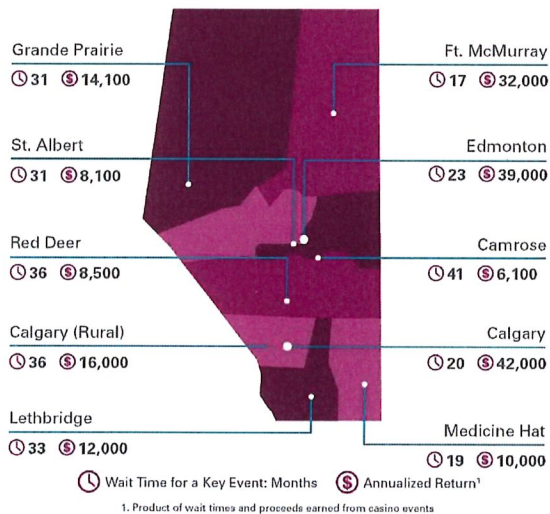 Grande Prairie
31 $ 14,100
Ft. McMurray
17 $ 32,000
St. Albert
31 $ 8,100
Edmonton
23 $ 39,000
Red Deer
36 $ 8,500
Camrose
41 $ 6,100
Calgary (Rural)
36 $ 16,000
Calgary
20 $ 42,000
Lethbridge
33 $ 12,000
Medicine Hat
19 $ 10,000
Wait Time for a Key Event: Months $ Annualized Return¹
1. Product of wait times and proceeds earned from casino events